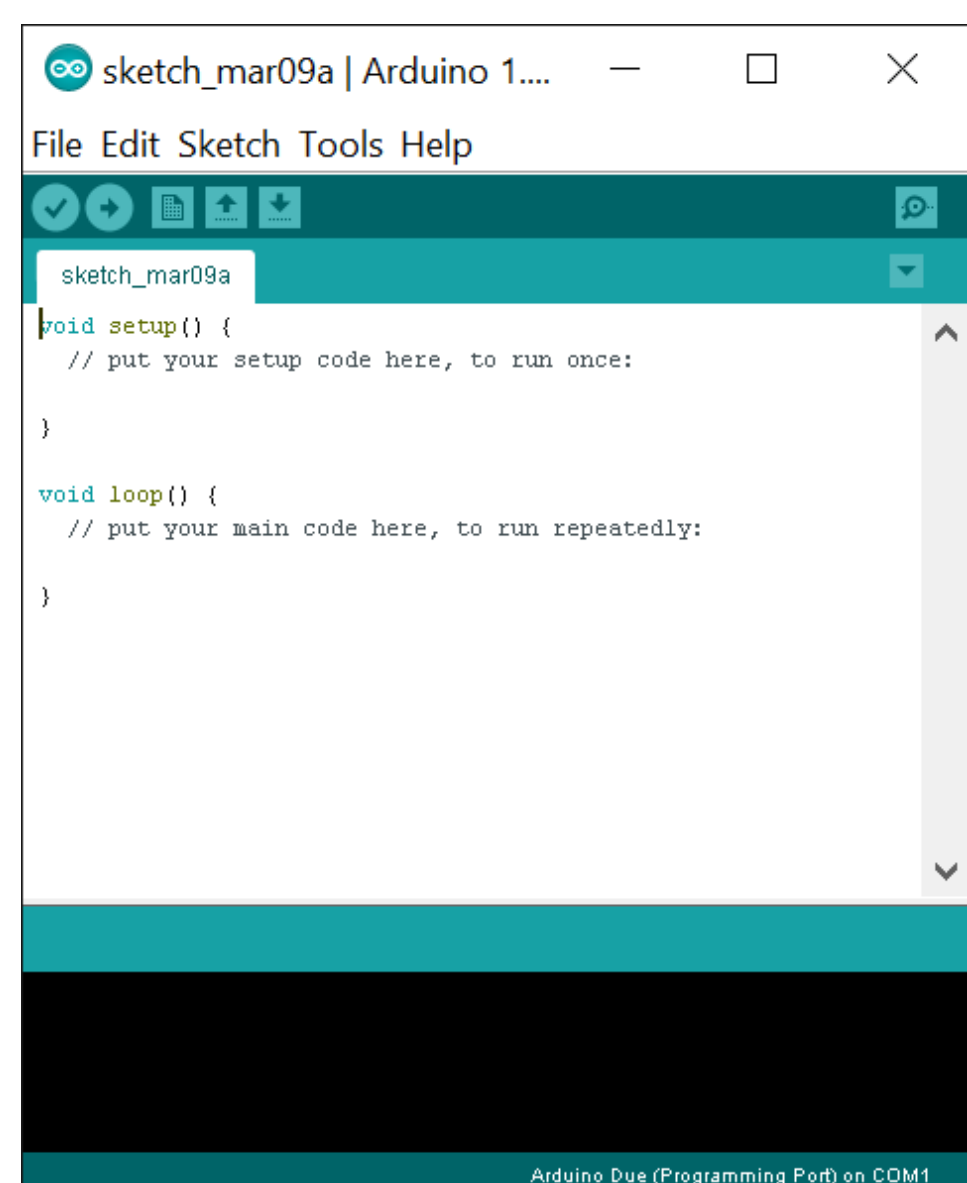 sketch_mar09a | Arduino 1....
File Edit Sketch Tools Help
sketch_mar09a
void setup() {
  // put your setup code here, to run once:
}
void loop() {
  // put your main code here, to run repeatedly:
}
Arduino Due (Programming Port) on COM1